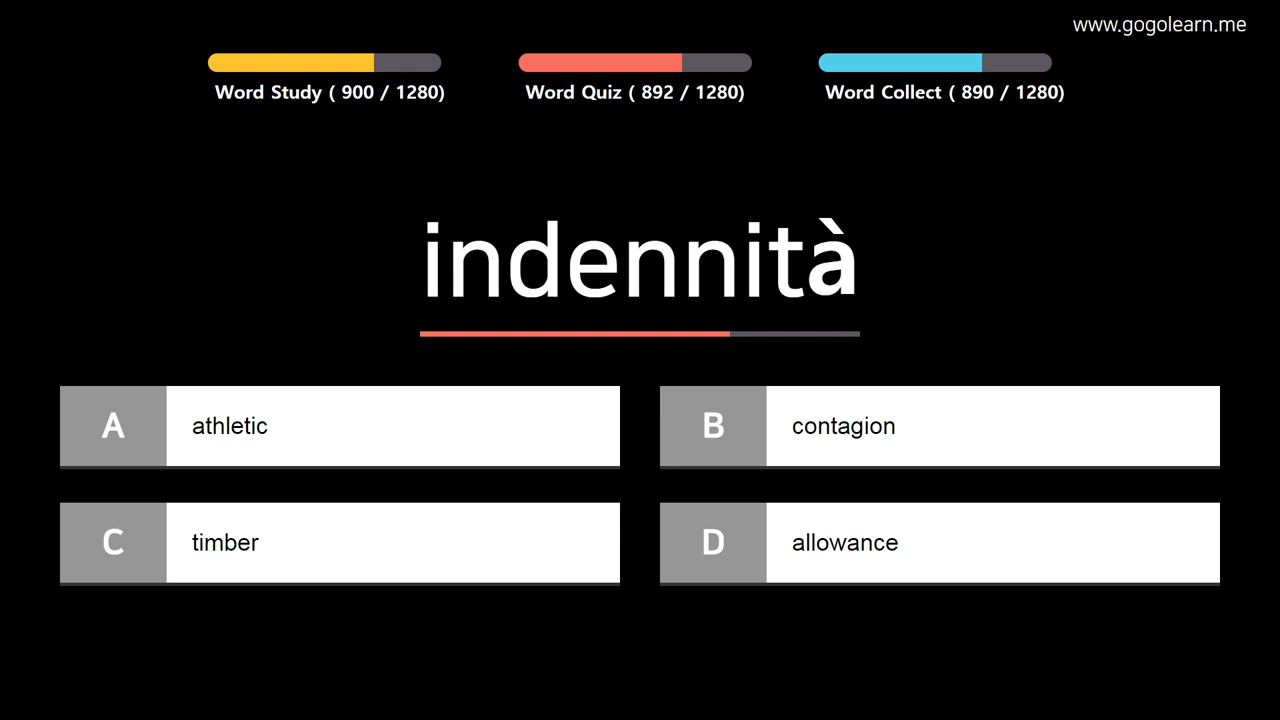 www.gogolearn.me
Word Study ( 900 / 1280)
Word Quiz ( 892 / 1280)
Word Collect ( 890 / 1280)
indennità
A athletic
B contagion
C timber
D allowance